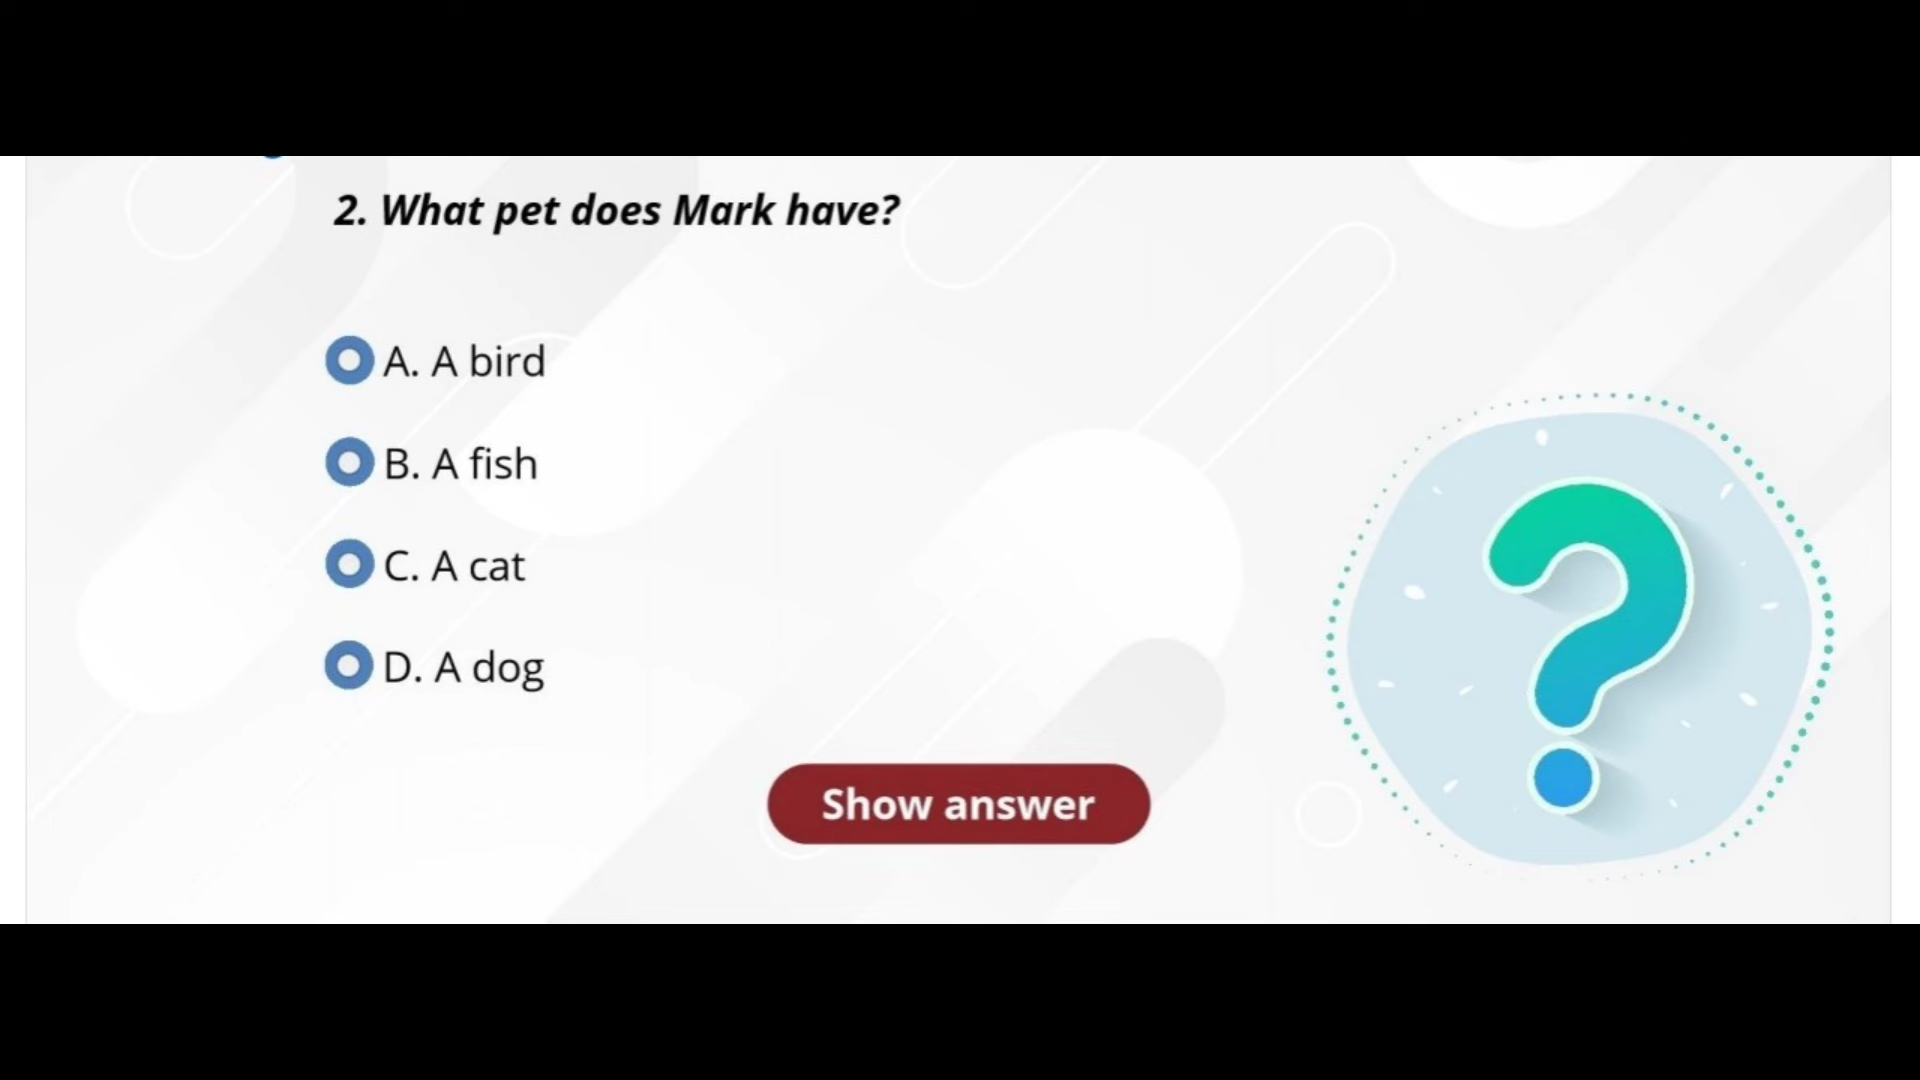 2. What pet does Mark have?
A. A bird
B. A fish
C. A cat
D. A dog
Show answer